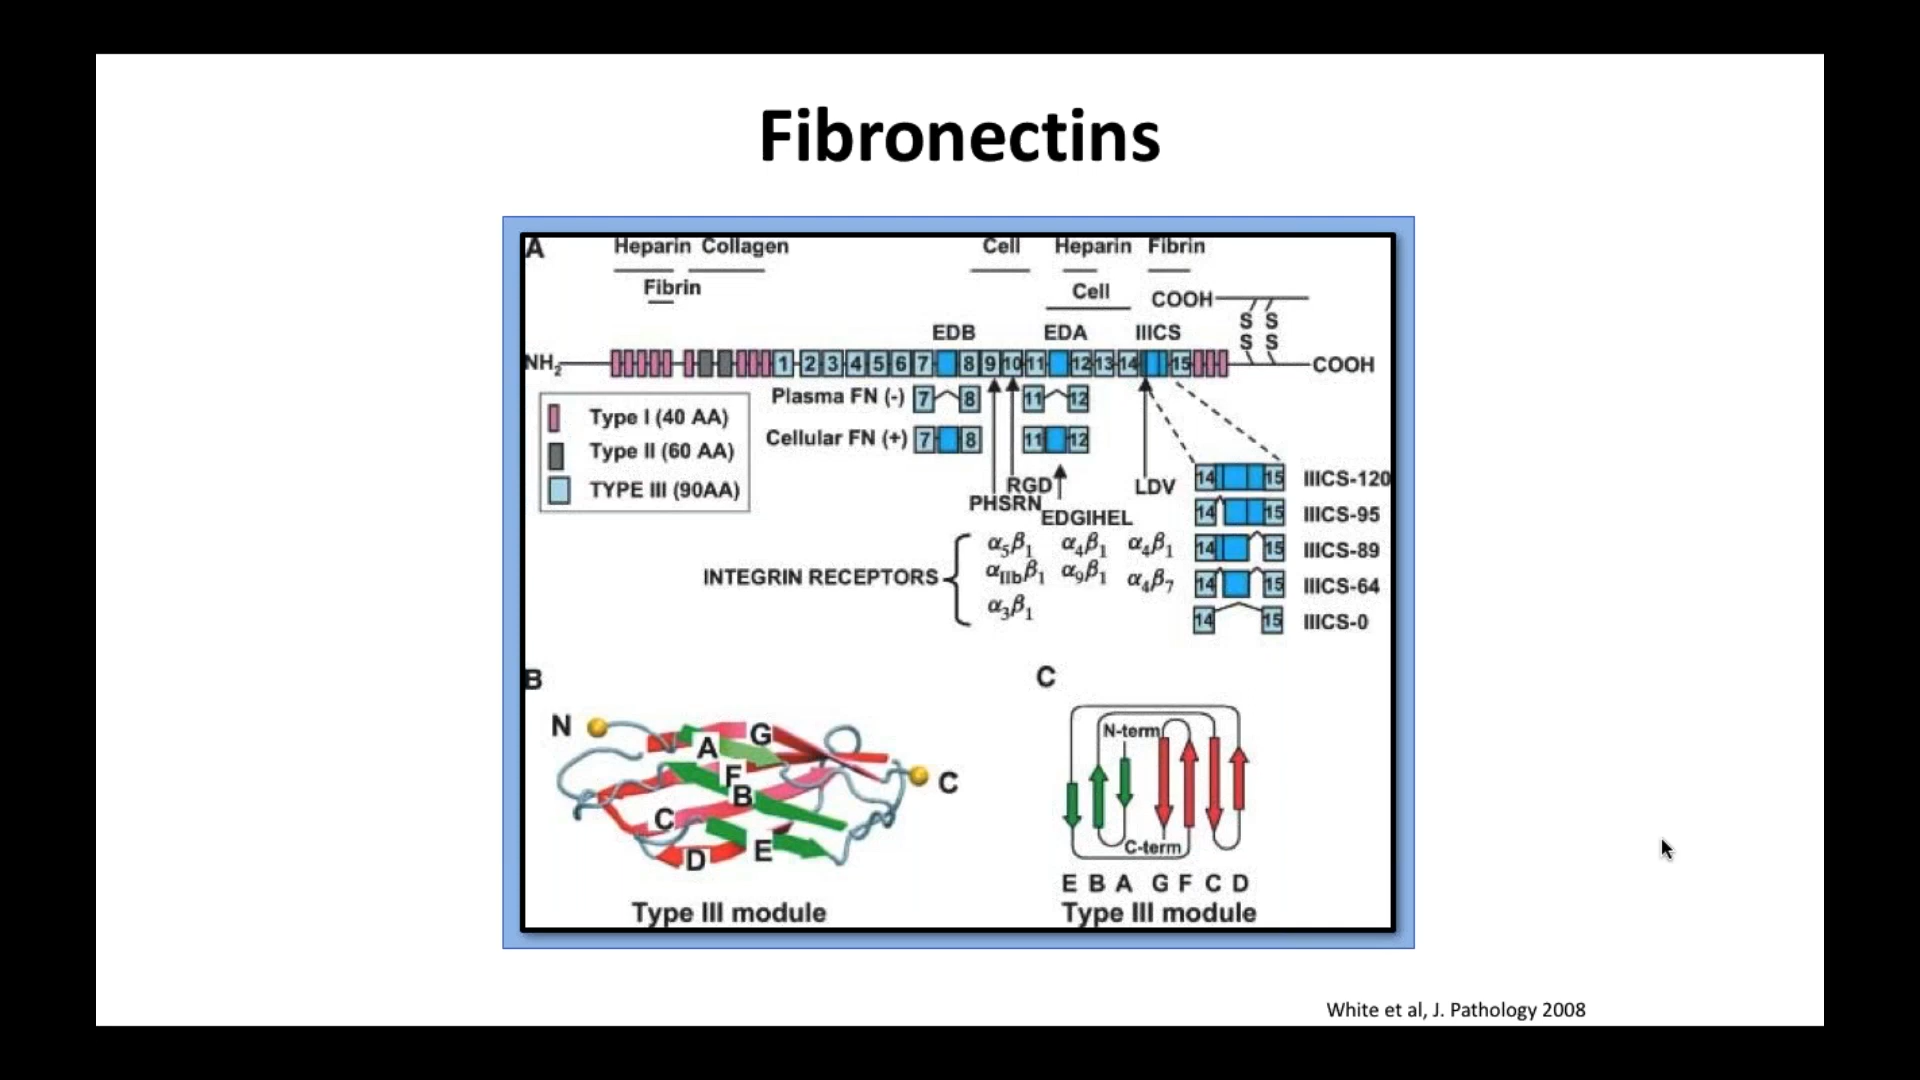 Fibronectins
A
Heparin Collagen Cell Heparin Fibrin
Fibrin Cell COOH
S S
S S
EDB EDA IIICS
NH2 1 2 3 4 5 6 7 8 9 10 11 12 13 14 15 COOH
Plasma FN (-) 7 8 11 12
Cellular FN (+) 7 8 11 12
Type I (40 AA)
Type II (60 AA)
TYPE III (90AA)
RGD LDV
PHSRN
EDGIHEL
14 15 IIICS-120
14 15 IIICS-95
14 15 IIICS-89
14 15 IIICS-64
14 15 IIICS-0
INTEGRIN RECEPTORS
α5β1 α4β1 α4β1
αIIbβ1 α9β1 α4β7
α3β1
B
N
A G
F
B
C
D E
C
Type III module
C
N-term
C-term
E B A G F C D
Type III module
White et al, J. Pathology 2008